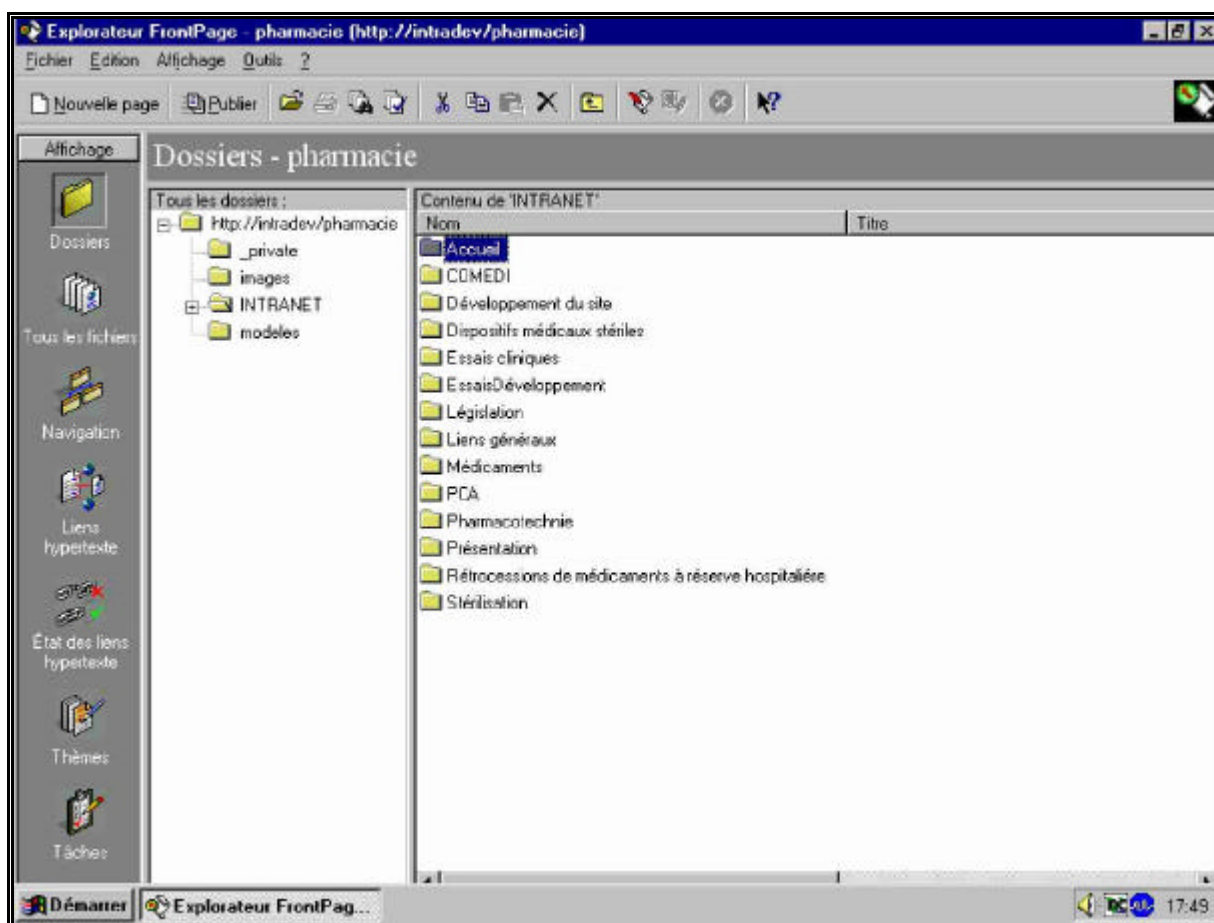 Explorateur FrontPage - pharmacie (http://intradev/pharmacie)
Fichier Edition Affichage Outils ?
Nouvelle page Publier
Affichage
Dossiers - pharmacie
Dossiers
Tous les fichiers
Navigation
Liens
hypertexte
État des liens
hypertexte
Thèmes
Tâches
Tous les dossiers :
http://intradev/pharmacie
_private
images
INTRANET
modeles
Contenu de 'INTRANET'
Nom Titre
Accueil
COMEDI
Développement du site
Dispositifs médicaux stériles
Essais cliniques
EssaisDéveloppement
Législation
Liens généraux
Médicaments
PCA
Pharmacotechnie
Présentation
Rétrocessions de médicaments à réserve hospitalière
Stérilisation
Démarrer Explorateur FrontPag... 17:49